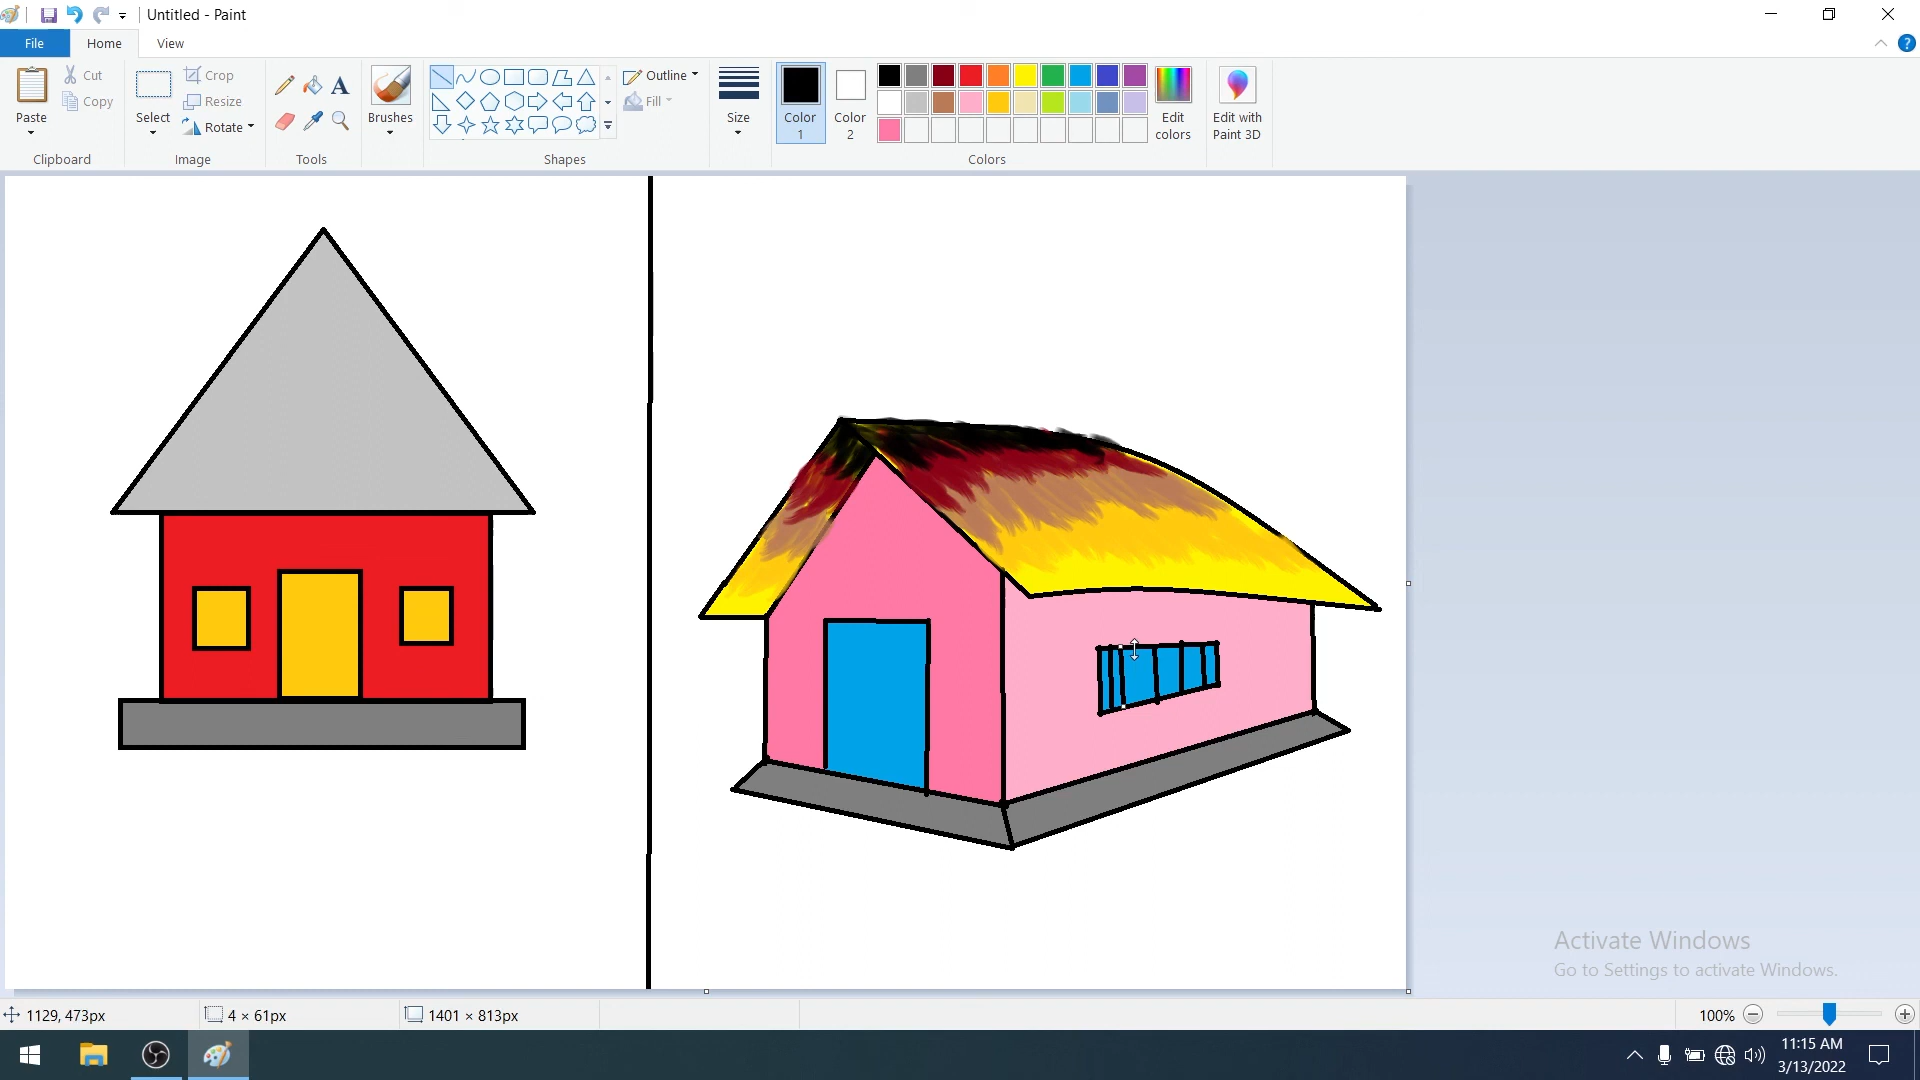 Untitled - Paint
File Home View
Paste
Cut
Copy
Clipboard
Select
Crop
Resize
Rotate
Image
A
Tools
Brushes
Outline
Fill
Shapes
Size
Color 1
Color 2
Edit colors
Colors
Edit with Paint 3D
Activate Windows
Go to Settings to activate Windows.
1129, 473px
4 × 61px
1401 × 813px
100%
11:15 AM
3/13/2022